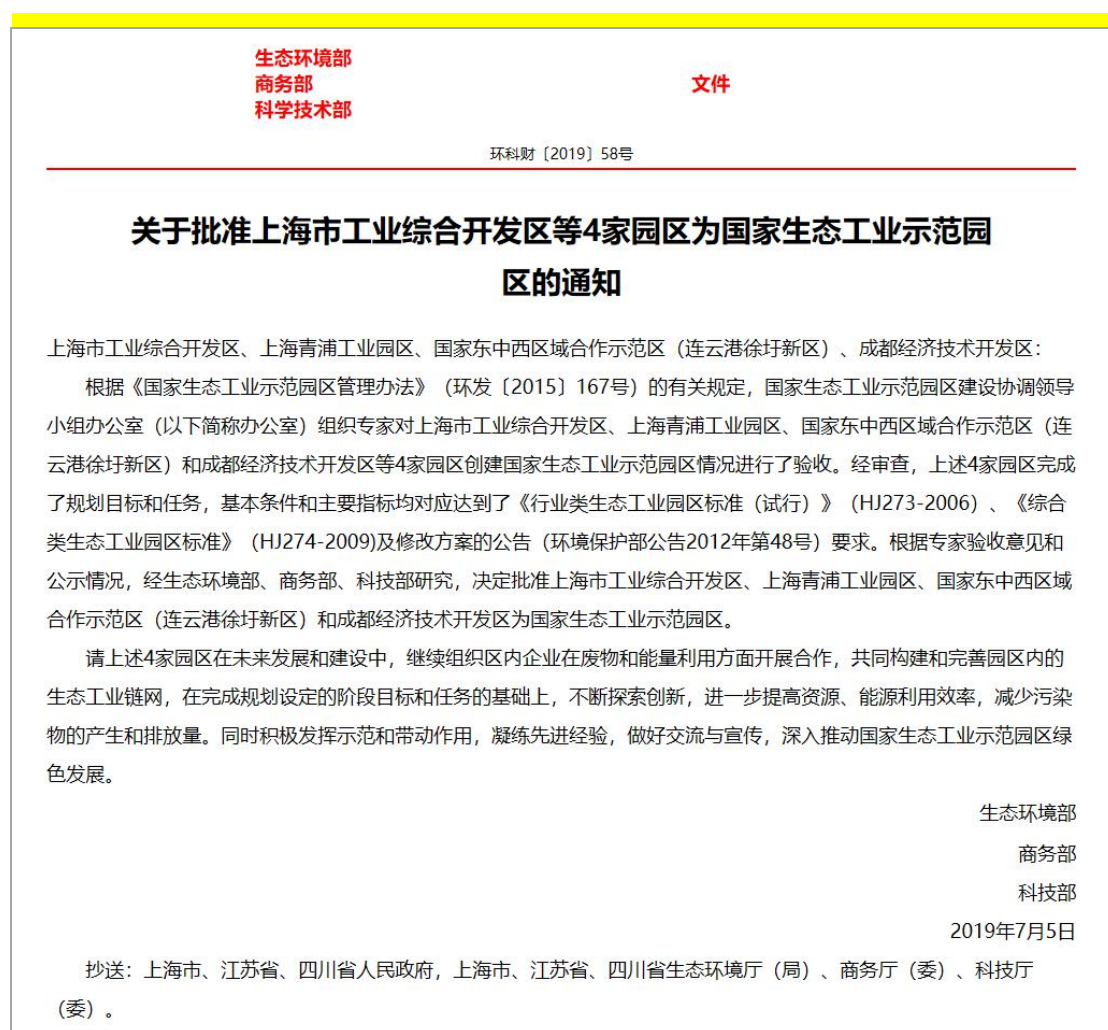 生态环境部
商务部
文件
科学技术部
环科财〔2019〕58号
关于批准上海市工业综合开发区等4家园区为国家生态工业示范园
区的通知
上海市工业综合开发区、上海青浦工业园区、国家东中西区域合作示范区（连云港徐圩新区）、成都经济技术开发区：
根据《国家生态工业示范园区管理办法》（环发〔2015〕167号）的有关规定，国家生态工业示范园区建设协调领导
小组办公室（以下简称办公室）组织专家对上海市工业综合开发区、上海青浦工业园区、国家东中西区域合作示范区（连
云港徐圩新区）和成都经济技术开发区等4家园区创建国家生态工业示范园区情况进行了验收。经审查，上述4家园区完成
了规划目标和任务，基本条件和主要指标均对应达到了《行业类生态工业园区标准（试行）》（HJ273-2006）、《综合
类生态工业园区标准》（HJ274-2009)及修改方案的公告（环境保护部公告2012年第48号）要求。根据专家验收意见和
公示情况，经生态环境部、商务部、科技部研究，决定批准上海市工业综合开发区、上海青浦工业园区、国家东中西区域
合作示范区（连云港徐圩新区）和成都经济技术开发区为国家生态工业示范园区。
请上述4家园区在未来发展和建设中，继续组织区内企业在废物和能量利用方面开展合作，共同构建和完善园区内的
生态工业链网，在完成规划设定的阶段目标和任务的基础上，不断探索创新，进一步提高资源、能源利用效率，减少污染
物的产生和排放量。同时积极发挥示范和带动作用，凝练先进经验，做好交流与宣传，深入推动国家生态工业示范园区绿
色发展。
生态环境部
商务部
科技部
2019年7月5日
抄送：上海市、江苏省、四川省人民政府，上海市、江苏省、四川省生态环境厅（局）、商务厅（委）、科技厅
（委）。